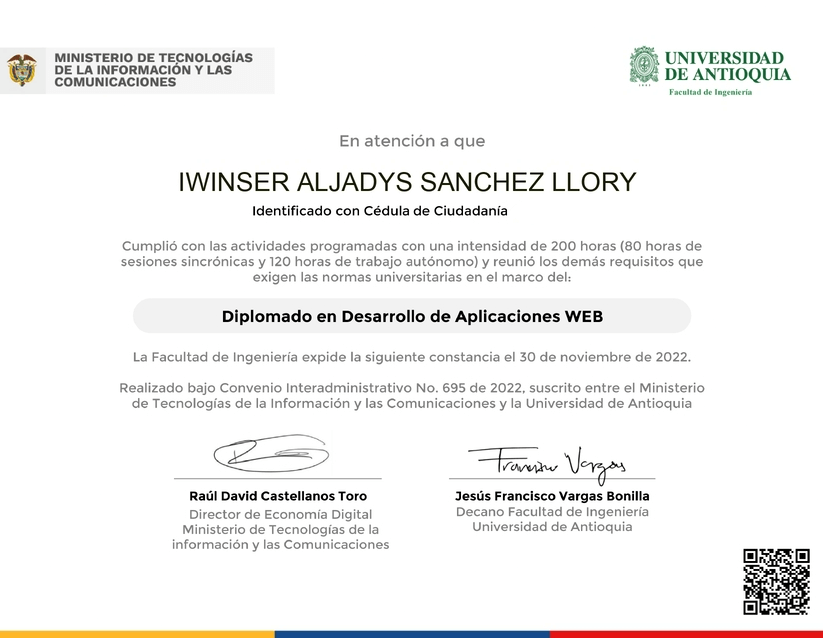 MINISTERIO DE TECNOLOGÍAS
DE LA INFORMACIÓN Y LAS
COMUNICACIONES
UNIVERSIDAD
DE ANTIOQUIA
Facultad de Ingeniería
En atención a que
IWINSER ALJADYS SANCHEZ LLORY
Identificado con Cédula de Ciudadanía
Cumplió con las actividades programadas con una intensidad de 200 horas (80 horas de
sesiones sincrónicas y 120 horas de trabajo autónomo) y reunió los demás requisitos que
exigen las normas universitarias en el marco del:
Diplomado en Desarrollo de Aplicaciones WEB
La Facultad de Ingeniería expide la siguiente constancia el 30 de noviembre de 2022.
Realizado bajo Convenio Interadministrativo No. 695 de 2022, suscrito entre el Ministerio
de Tecnologías de la Información y las Comunicaciones y la Universidad de Antioquia
Francisco Vargas
Raúl David Castellanos Toro
Director de Economía Digital
Ministerio de Tecnologías de la
información y las Comunicaciones
Jesús Francisco Vargas Bonilla
Decano Facultad de Ingeniería
Universidad de Antioquia